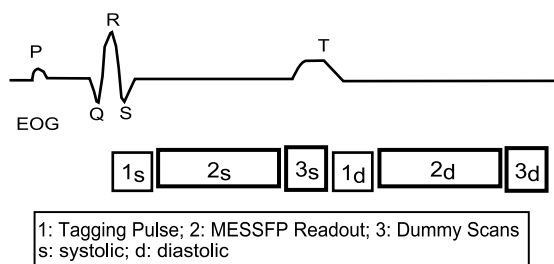 R
P
T
Q S
EOG
1s 2s 3s 1d 2d 3d
1: Tagging Pulse; 2: MESSFP Readout; 3: Dummy Scans
s: systolic; d: diastolic